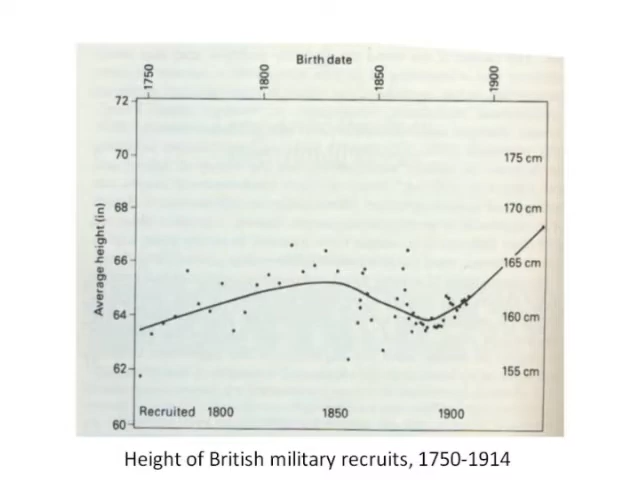 Birth date
1750 1800 1850 1900
Average height (in)
72
70
175 cm
68
170 cm
66
165 cm
64
160 cm
62
155 cm
Recruited 1800 1850 1900
60
Height of British military recruits, 1750-1914